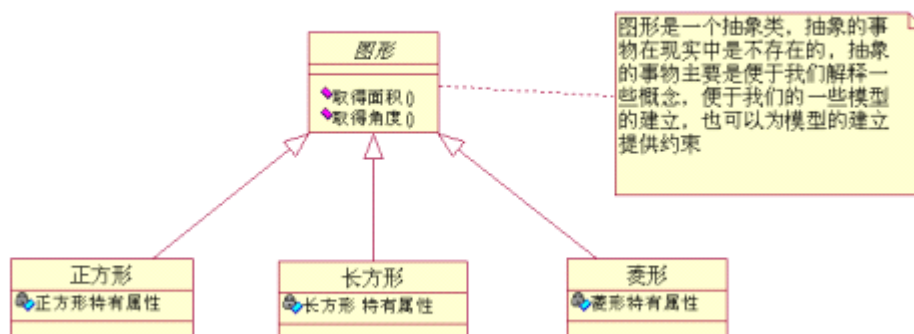 图形
取得面积()
取得角度()
图形是一个抽象类，抽象的事
物在现实中是不存在的，抽象
的事物主要是便于我们解释一
些概念，便于我们的一些模型
的建立，也可以为模型的建立
提供约束
正方形
正方形特有属性
长方形
长方形 特有属性
菱形
菱形特有属性